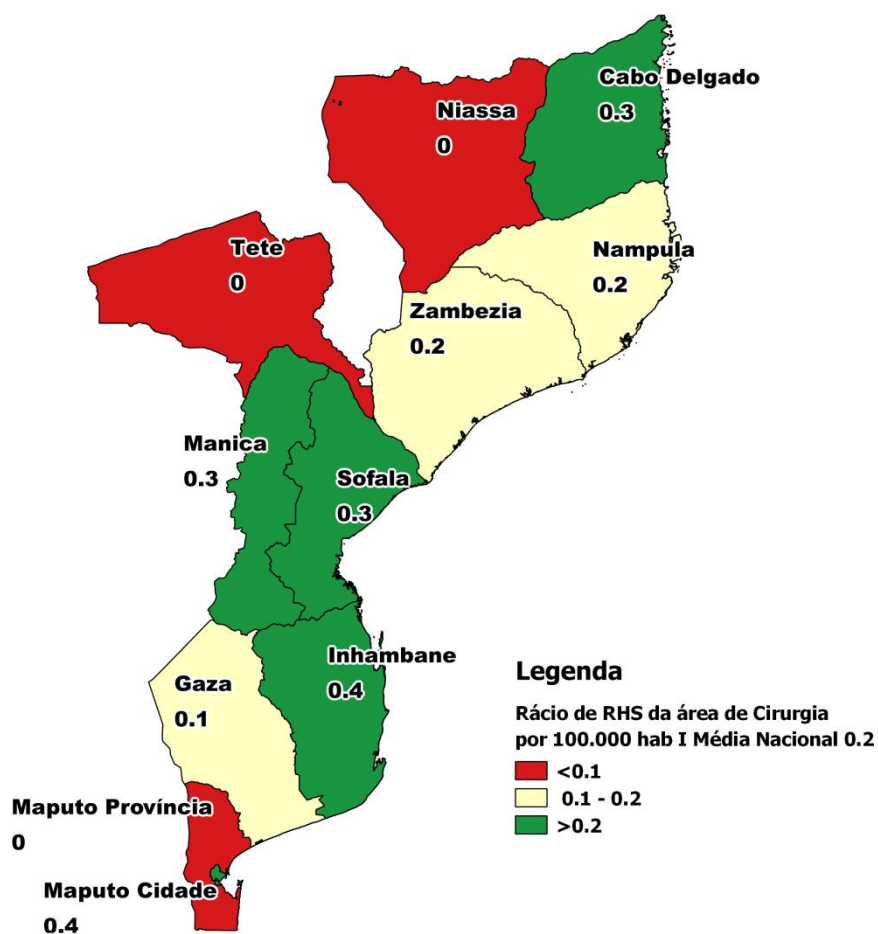 Cabo Delgado
0.3
Niassa
0
Tete
0
Nampula
0.2
Zambezia
0.2
Manica
0.3
Sofala
0.3
Inhambane
0.4
Gaza
0.1
Maputo Província
0
Maputo Cidade
0.4
Legenda
Rácio de RHS da área de Cirurgia
por 100.000 hab I Média Nacional 0.2
<0.1
0.1 - 0.2
>0.2